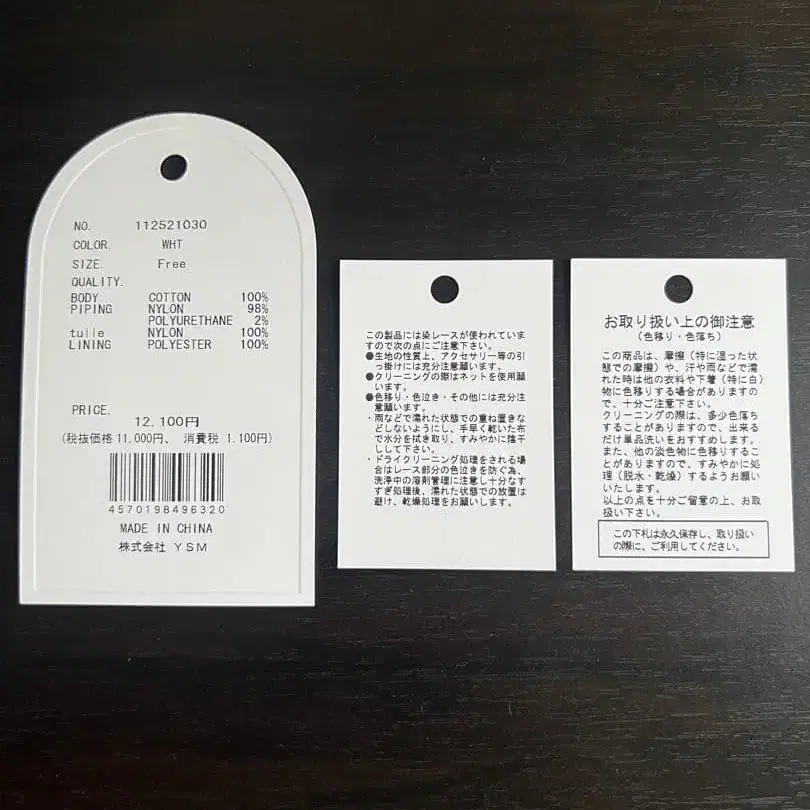 NO. 112521030
COLOR. WHT
SIZE. Free
QUALITY.
BODY COTTON 100%
PIPING NYLON 98%
POLYURETHANE 2%
tulle NYLON 100%
LINING POLYESTER 100%
PRICE.
12,100円
(税抜価格 11,000円、 消費税 1,100円)
4570198496320
MADE IN CHINA
株式会社 YSM
この製品には染レースが使われていま
すので次の点にご注意下さい。
●生地の性質上、アクセサリー等の引
っ掛けには充分注意願います。
●クリーニングの際はネットを使用願
います。
●色移り・色泣き・その他には充分注
意願います。
・雨などで濡れた状態での重ね置きな
どしないようにし、手早く乾いた布
で水分を拭き取り、すみやかに陰干
しして下さい。
・ドライクリーニング処理をされる場
合はレース部分の色泣きを防ぐ為、
洗浄中の溶剤管理に注意し十分なす
すぎ処理後、濡れた状態での放置は
避け、乾燥処理をお願いします。
お取り扱い上の御注意
(色移り・色落ち)
この商品は、摩擦(特に湿った状
態での摩擦)や、汗や雨などで濡
れた時は他の衣料や下着(特に白)
物に色移りする場合がありますの
で、十分ご注意下さい。
クリーニングの際は、多少色落ち
することがありますので、出来る
だけ単品洗いをおすすめします。
また、他の淡色物に色移りするこ
とがありますので、すみやかに処
理(脱水・乾燥)するようお願い
いたします。
以上の点を十分ご留意の上、お取
扱い下さい。
この下札は永久保存し、取り扱い
の際に、ご利用してください。